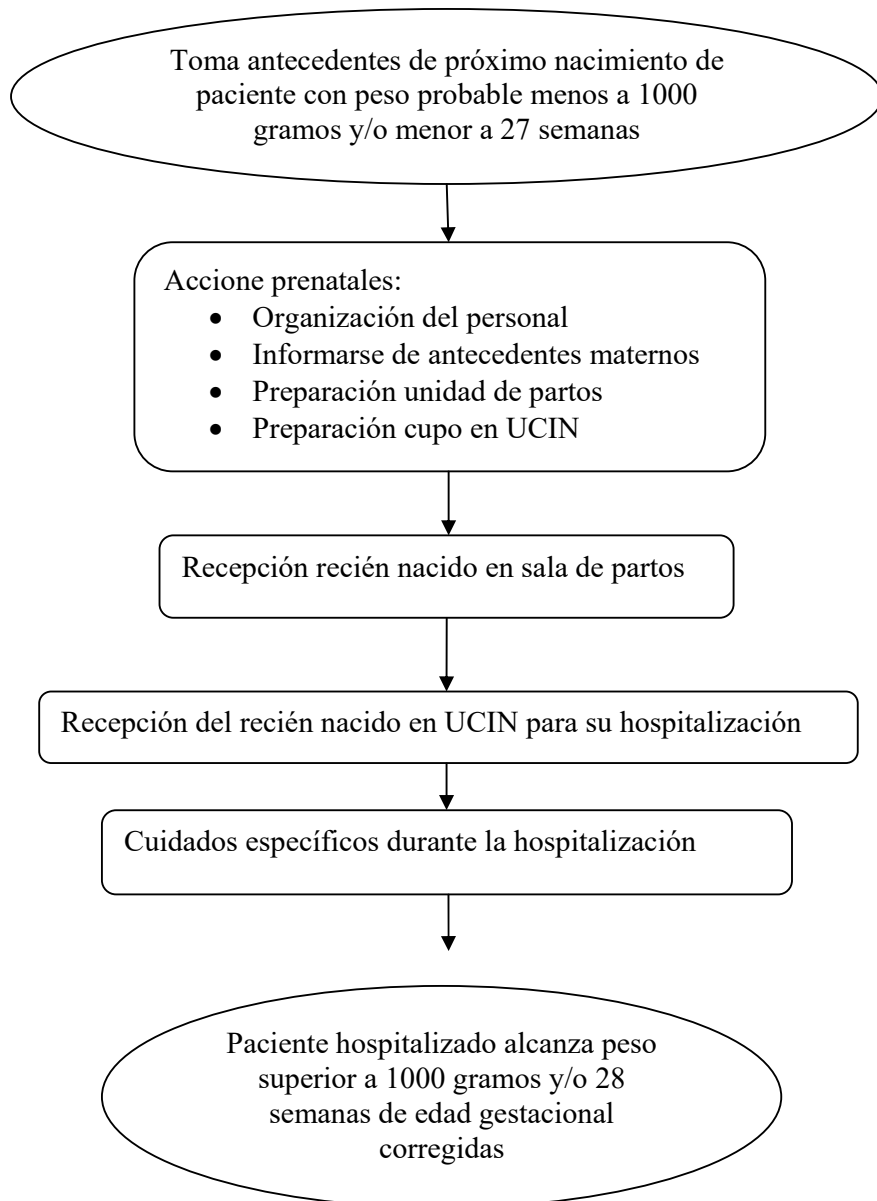 Toma antecedentes de próximo nacimiento de
paciente con peso probable menos a 1000
gramos y/o menor a 27 semanas
Accione prenatales:
• Organización del personal
• Informarse de antecedentes maternos
• Preparación unidad de partos
• Preparación cupo en UCIN
Recepción recién nacido en sala de partos
Recepción del recién nacido en UCIN para su hospitalización
Cuidados específicos durante la hospitalización
Paciente hospitalizado alcanza peso
superior a 1000 gramos y/o 28
semanas de edad gestacional
corregidas